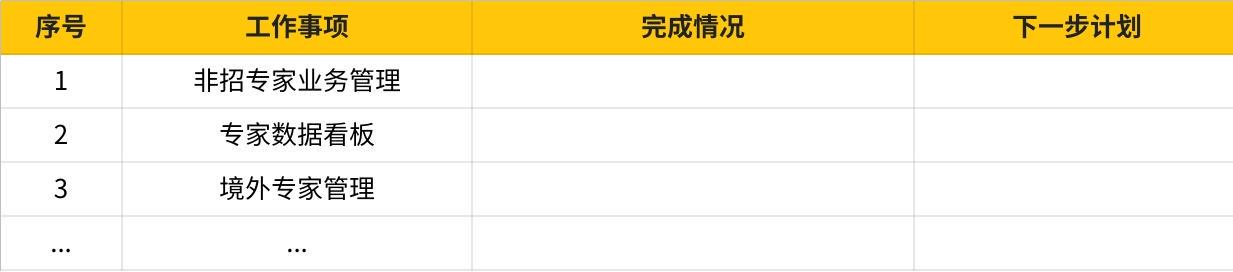 序号 工作事项 完成情况 下一步计划
1 非招专家业务管理
2 专家数据看板
3 境外专家管理
... ...